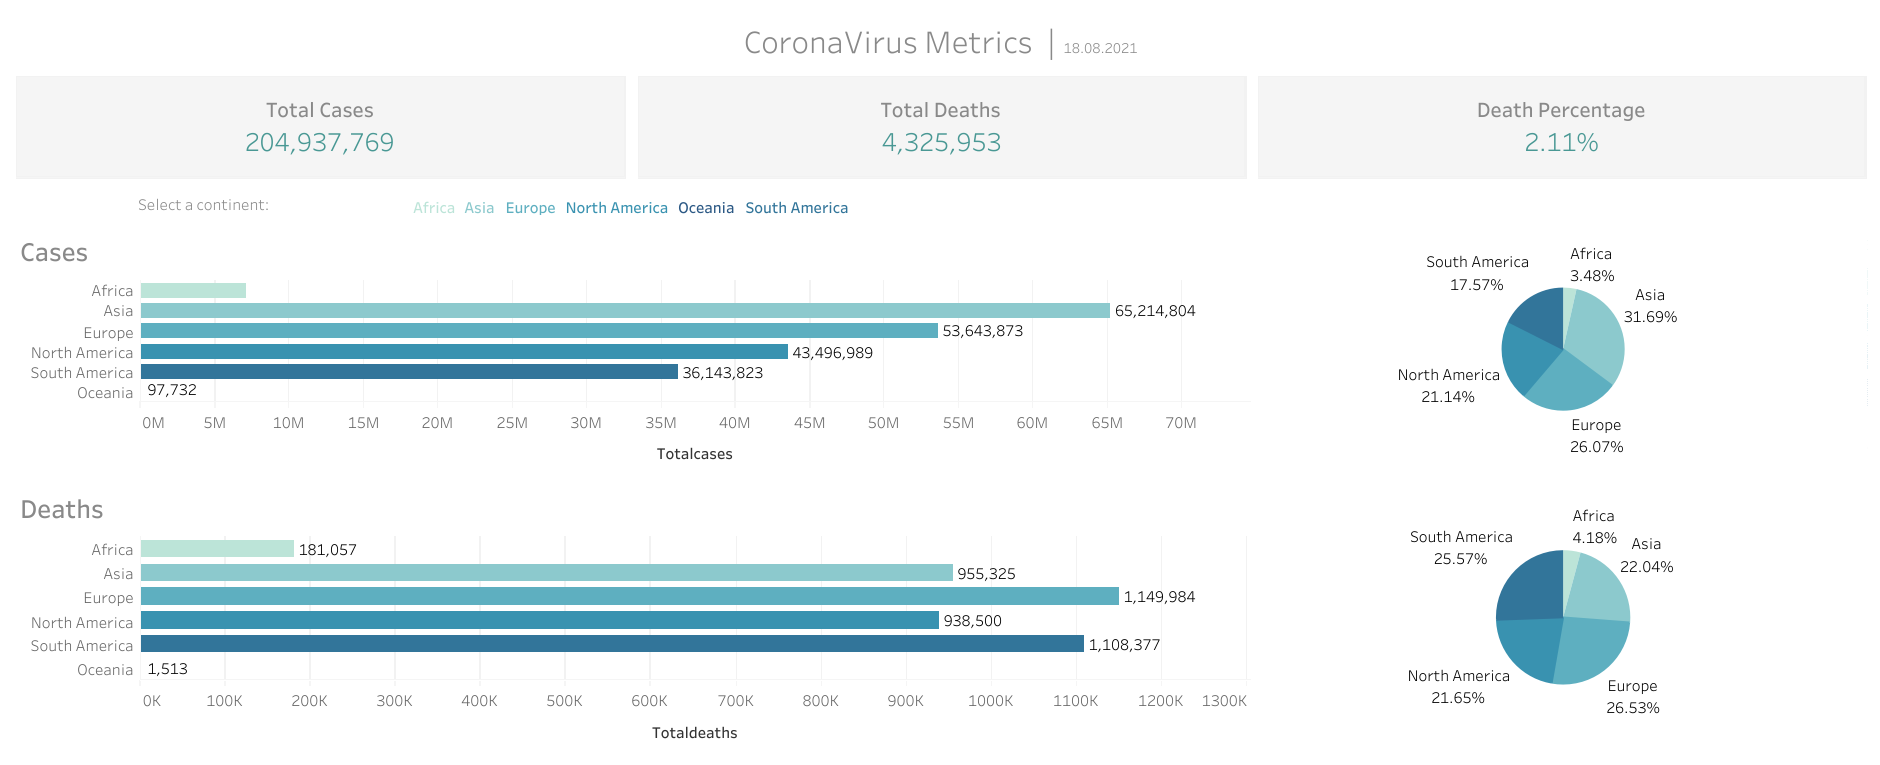 CoronaVirus Metrics | 18.08.2021
Total Cases
204,937,769
Total Deaths
4,325,953
Death Percentage
2.11%
Select a continent:
Africa Asia Europe North America Oceania South America
Cases
Africa
Asia 65,214,804
Europe 53,643,873
North America 43,496,989
South America 36,143,823
Oceania 97,732
0M 5M 10M 15M 20M 25M 30M 35M 40M 45M 50M 55M 60M 65M 70M
Totalcases
South America
17.57%
Africa
3.48%
Asia
31.69%
North America
21.14%
Europe
26.07%
Deaths
Africa 181,057
Asia 955,325
Europe 1,149,984
North America 938,500
South America 1,108,377
Oceania 1,513
0K 100K 200K 300K 400K 500K 600K 700K 800K 900K 1000K 1100K 1200K 1300K
Totaldeaths
South America
25.57%
Africa
4.18%
Asia
22.04%
North America
21.65%
Europe
26.53%